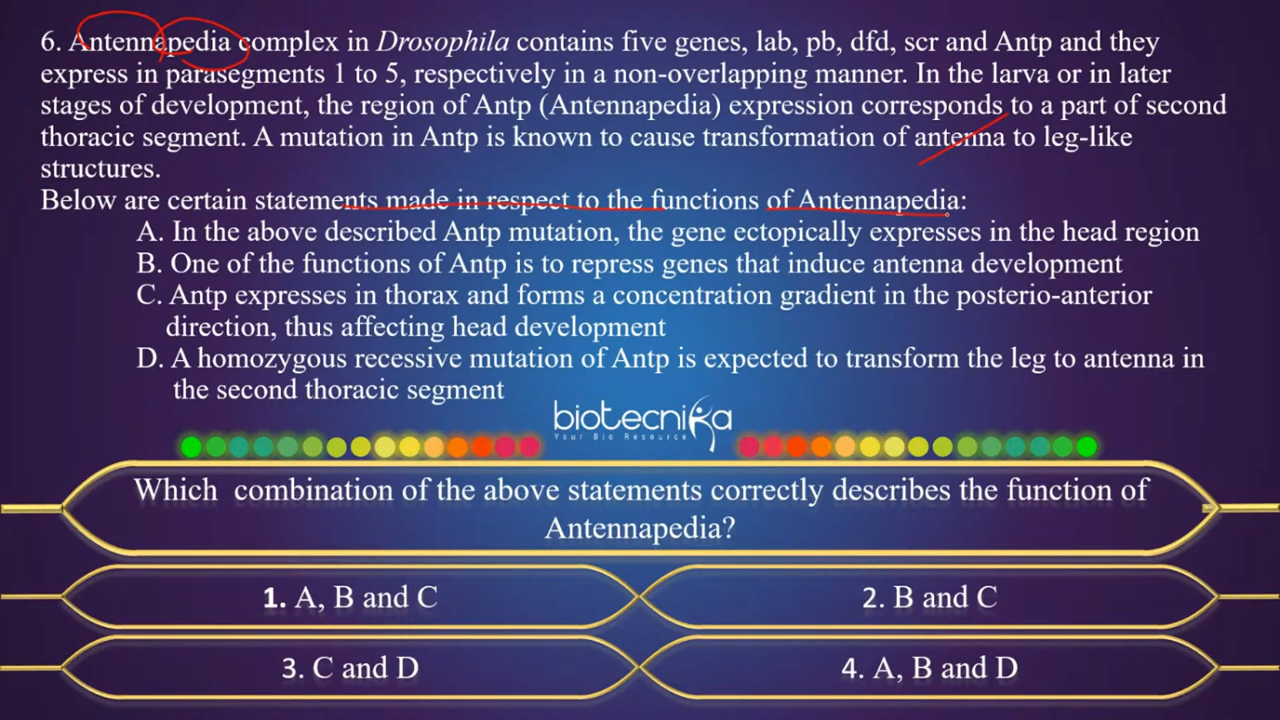 6. Antennapedia complex in Drosophila contains five genes, lab, pb, dfd, scr and Antp and they
express in parasegments 1 to 5, respectively in a non-overlapping manner. In the larva or in later
stages of development, the region of Antp (Antennapedia) expression corresponds to a part of second
thoracic segment. A mutation in Antp is known to cause transformation of antenna to leg-like
structures.
Below are certain statements made in respect to the functions of Antennapedia:
A. In the above described Antp mutation, the gene ectopically expresses in the head region
B. One of the functions of Antp is to repress genes that induce antenna development
C. Antp expresses in thorax and forms a concentration gradient in the posterio-anterior
direction, thus affecting head development
D. A homozygous recessive mutation of Antp is expected to transform the leg to antenna in
the second thoracic segment
biotecnika
Your Bio Resource
Which combination of the above statements correctly describes the function of
Antennapedia?
1. A, B and C
2. B and C
3. C and D
4. A, B and D